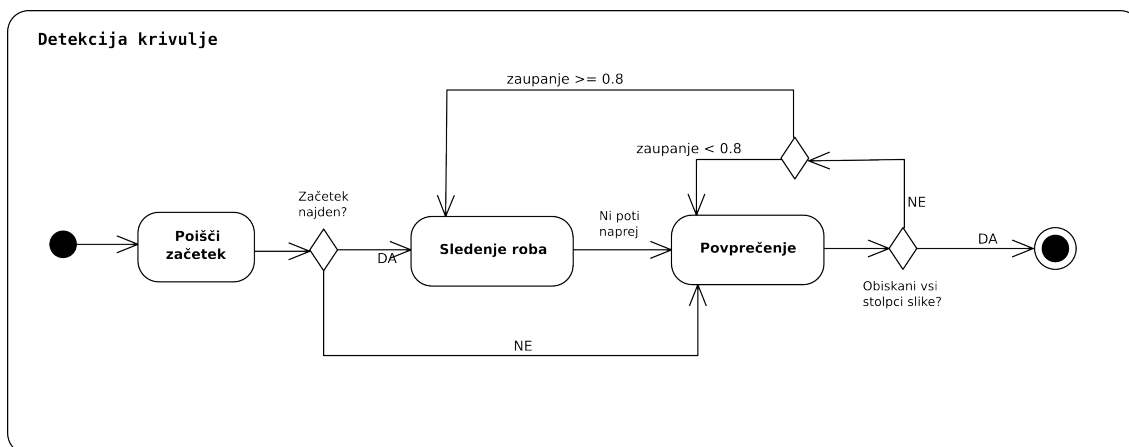 Detekcija krivulje
zaupanje >= 0.8
zaupanje < 0.8
Začetek
najden?
NE
Ni poti
naprej
Poišči
začetek
DA
Sledenje roba
Povprečenje
DA
Obiskani vsi
stolpci slike?
NE